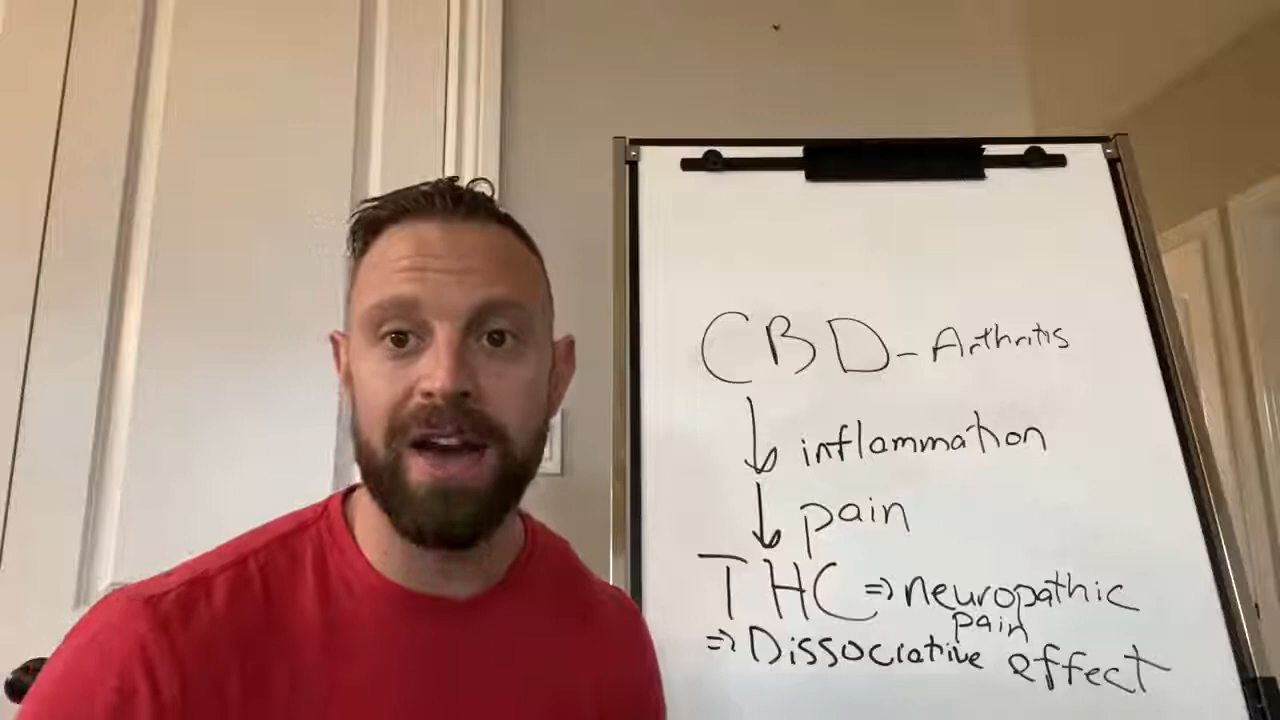 CBD - Arthritis
↓ inflammation
↓ pain
THC ⇒ neuropathic
pain
⇒ Dissociative effect